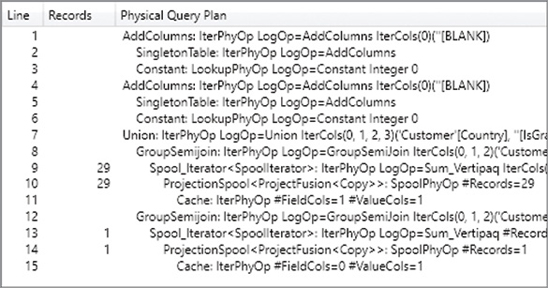 Line Records Physical Query Plan
1 AddColumns: IterPhyOp LogOp=AddColumns IterCols(0)(''[BLANK])
2 SingletonTable: IterPhyOp LogOp=AddColumns
3 Constant: LookupPhyOp LogOp=Constant Integer 0
4 AddColumns: IterPhyOp LogOp=AddColumns IterCols(0)(''[BLANK])
5 SingletonTable: IterPhyOp LogOp=AddColumns
6 Constant: LookupPhyOp LogOp=Constant Integer 0
7 Union: IterPhyOp LogOp=Union IterCols(0, 1, 2, 3)('Customer'[Country], ''[IsGra
8 GroupSemijoin: IterPhyOp LogOp=GroupSemiJoin IterCols(0, 1, 2)('Custome
9 29 Spool_Iterator<SpoolIterator>: IterPhyOp LogOp=Sum_Vertipaq IterCols(
10 29 ProjectionSpool<ProjectFusion<Copy>>: SpoolPhyOp #Records=29
11 Cache: IterPhyOp #FieldCols=1 #ValueCols=1
12 GroupSemijoin: IterPhyOp LogOp=GroupSemiJoin IterCols(0, 1, 2)('Custome
13 1 Spool_Iterator<SpoolIterator>: IterPhyOp LogOp=Sum_Vertipaq #Records=
14 1 ProjectionSpool<ProjectFusion<Copy>>: SpoolPhyOp #Records=1
15 Cache: IterPhyOp #FieldCols=0 #ValueCols=1